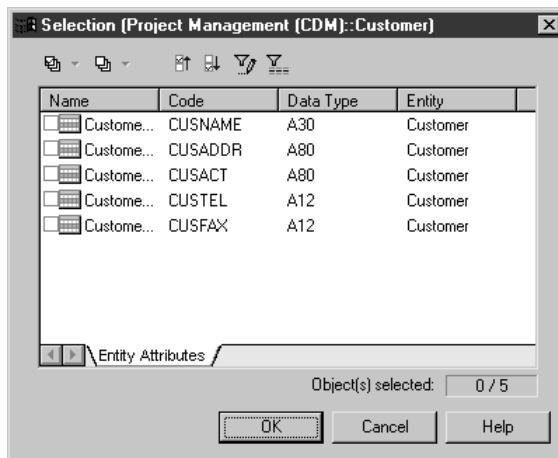 Selection (Project Management (CDM)::Customer)
Name Code Data Type Entity
Custome... CUSNAME A30 Customer
Custome... CUSADDR A80 Customer
Custome... CUSACT A80 Customer
Custome... CUSTEL A12 Customer
Custome... CUSFAX A12 Customer
Entity Attributes
Object(s) selected: 0 / 5
OK Cancel Help